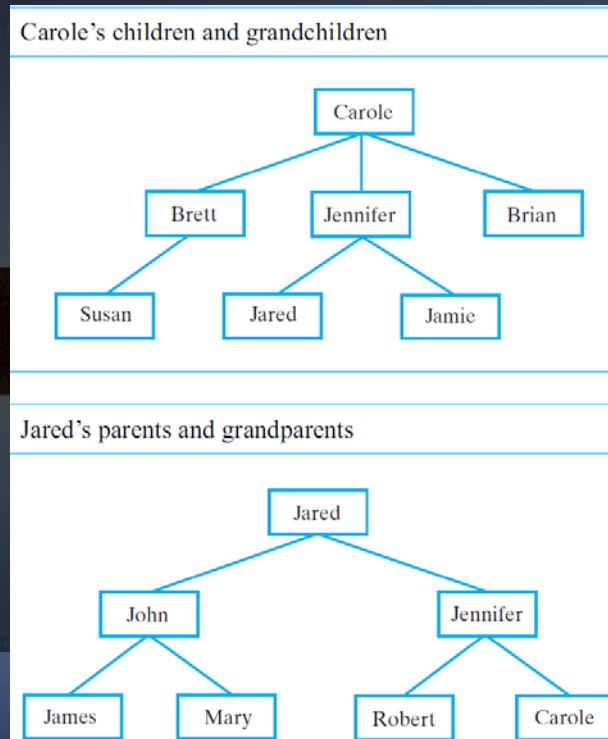 Carole's children and grandchildren
Carole
Brett Jennifer Brian
Susan Jared Jamie
Jared's parents and grandparents
Jared
John Jennifer
James Mary Robert Carole